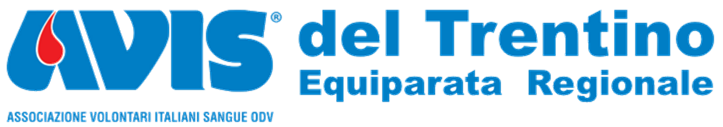 AVIS® del Trentino
Equiparata Regionale
ASSOCIAZIONE VOLONTARI ITALIANI SANGUE ODV